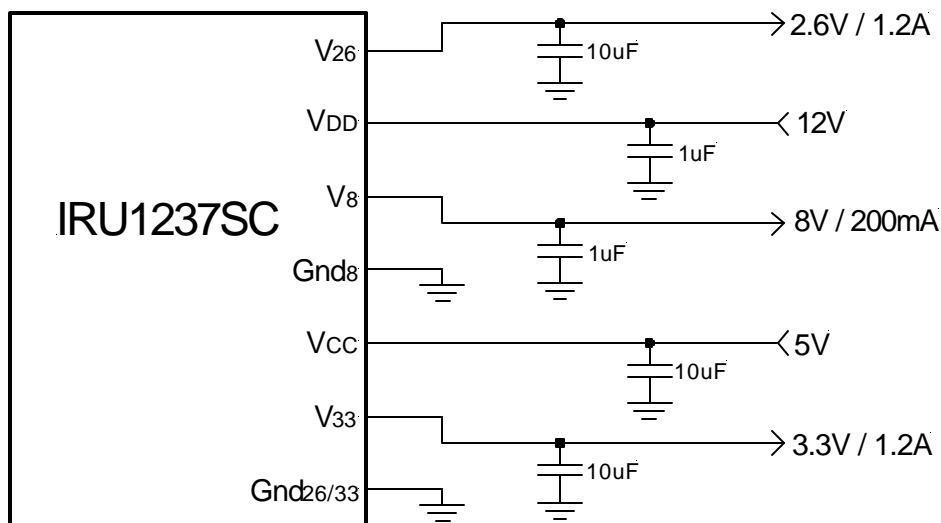 V26
10uF
2.6V / 1.2A
VDD
1uF
12V
V8
1uF
8V / 200mA
IRU1237SC
Gnd8
VCC
10uF
5V
V33
10uF
3.3V / 1.2A
Gnd26/33